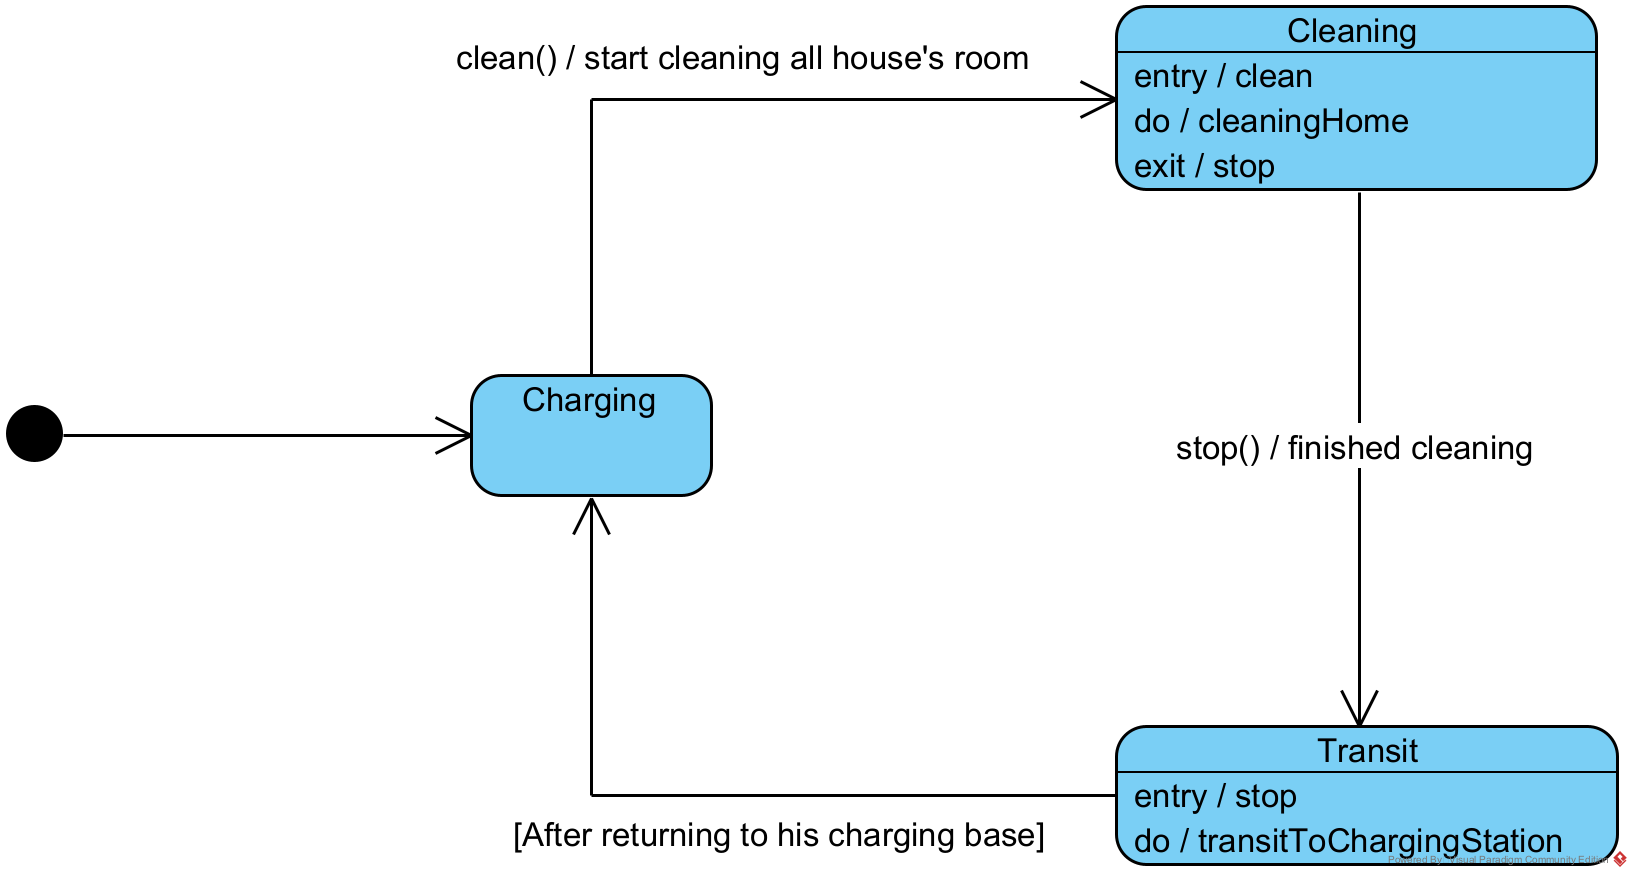 clean() / start cleaning all house's room
Cleaning
entry / clean
do / cleaningHome
exit / stop
Charging
stop() / finished cleaning
Transit
entry / stop
do / transitToChargingStation
[After returning to his charging base]
Powered By Visual Paradigm Community Edition